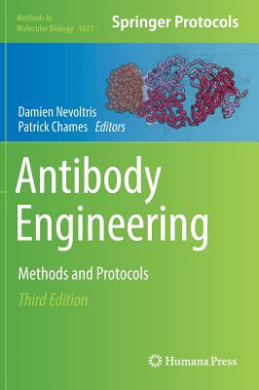 Methods in
Molecular Biology 1827
Springer Protocols
Damien Nevoltris
Patrick Chames Editors
Antibody
Engineering
Methods and Protocols
Third Edition
Humana Press